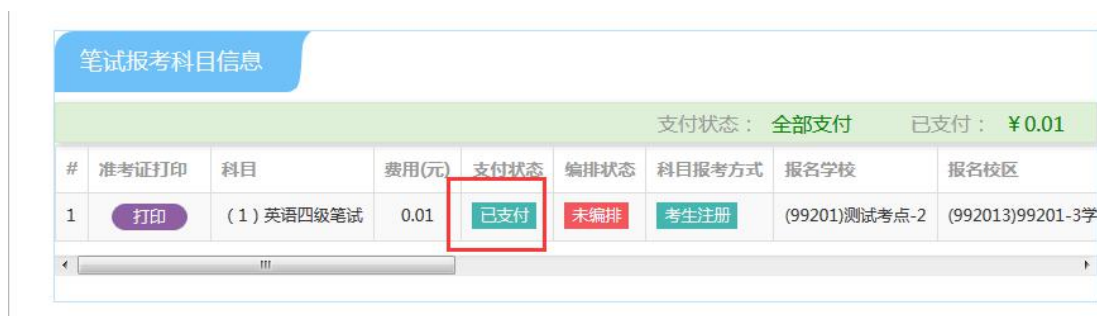 笔试报考科目信息
支付状态： 全部支付 已支付： ￥0.01
# 准考证打印 科目 费用(元) 支付状态 编排状态 科目报考方式 报名学校 报名校区
1 打印 （1）英语四级笔试 0.01 已支付 未编排 考生注册 (99201)测试考点-2 (992013)99201-3学